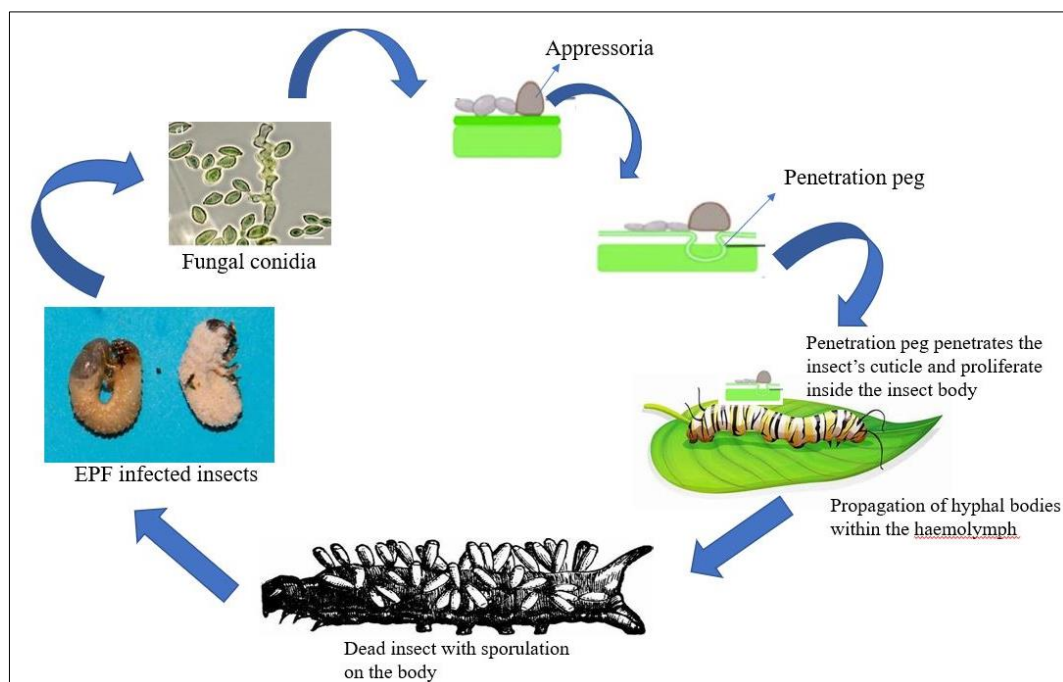 Appressoria
Penetration peg
Fungal conidia
Penetration peg penetrates the
insect's cuticle and proliferate
inside the insect body
EPF infected insects
Propagation of hyphal bodies
within the haemolymph
Dead insect with sporulation
on the body